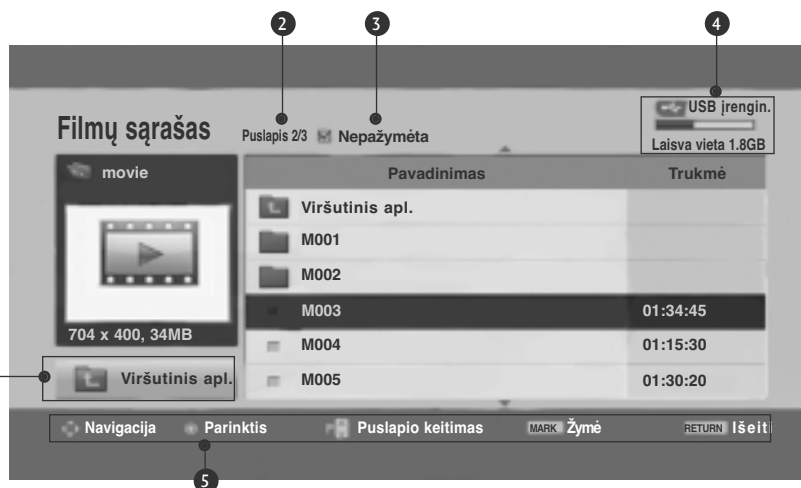 2 3 4
USB įrengin.
Filmų sąrašas Puslapis 2/3 Nepažymėta
Laisva vieta 1.8GB
movie
Pavadinimas Trukmė
Viršutinis apl.
M001
M002
M003 01:34:45
704 x 400, 34MB
M004 01:15:30
Viršutinis apl.
M005 01:30:20
Navigacija Parinktis P Puslapio keitimas MARK Žymė RETURN Išeiti
5